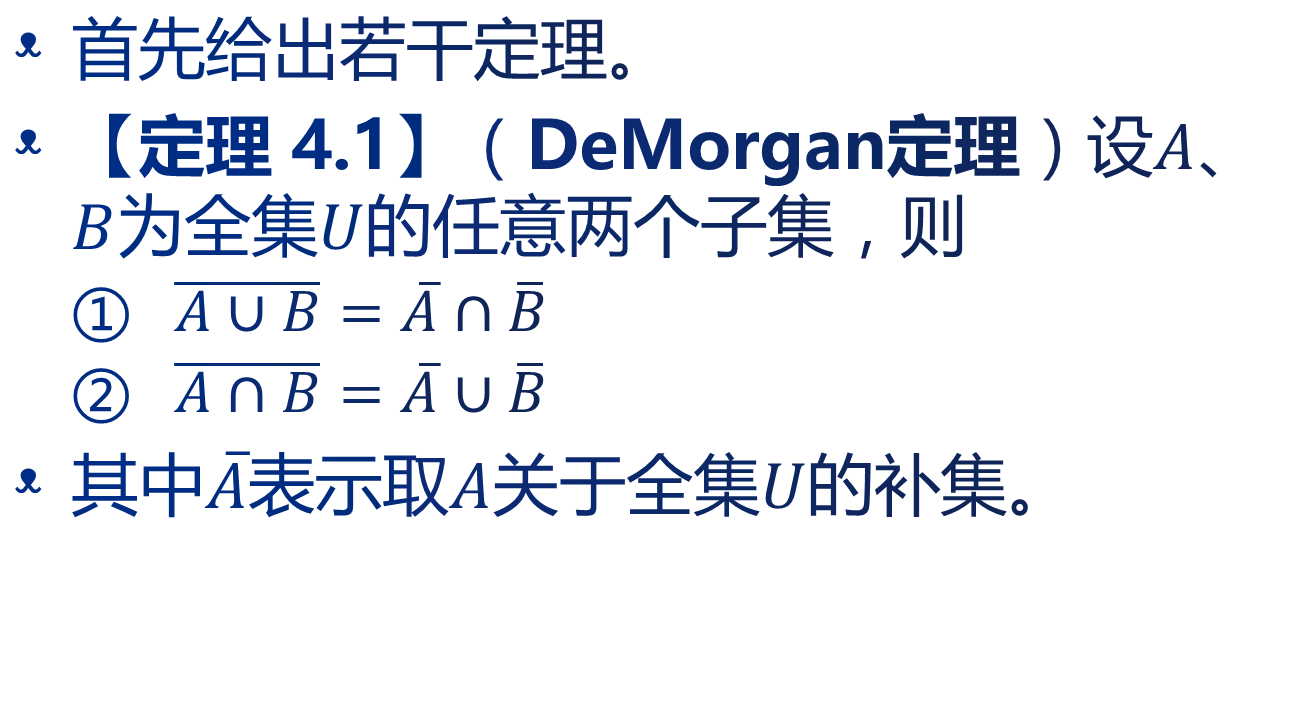 首先给出若干定理。
【定理 4.1】（DeMorgan定理）设A、
B为全集U的任意两个子集，则
① $\overline{A \cup B} = \bar{A} \cap \bar{B}$
② $\overline{A \cap B} = \bar{A} \cup \bar{B}$
其中$\bar{A}$表示取A关于全集U的补集。